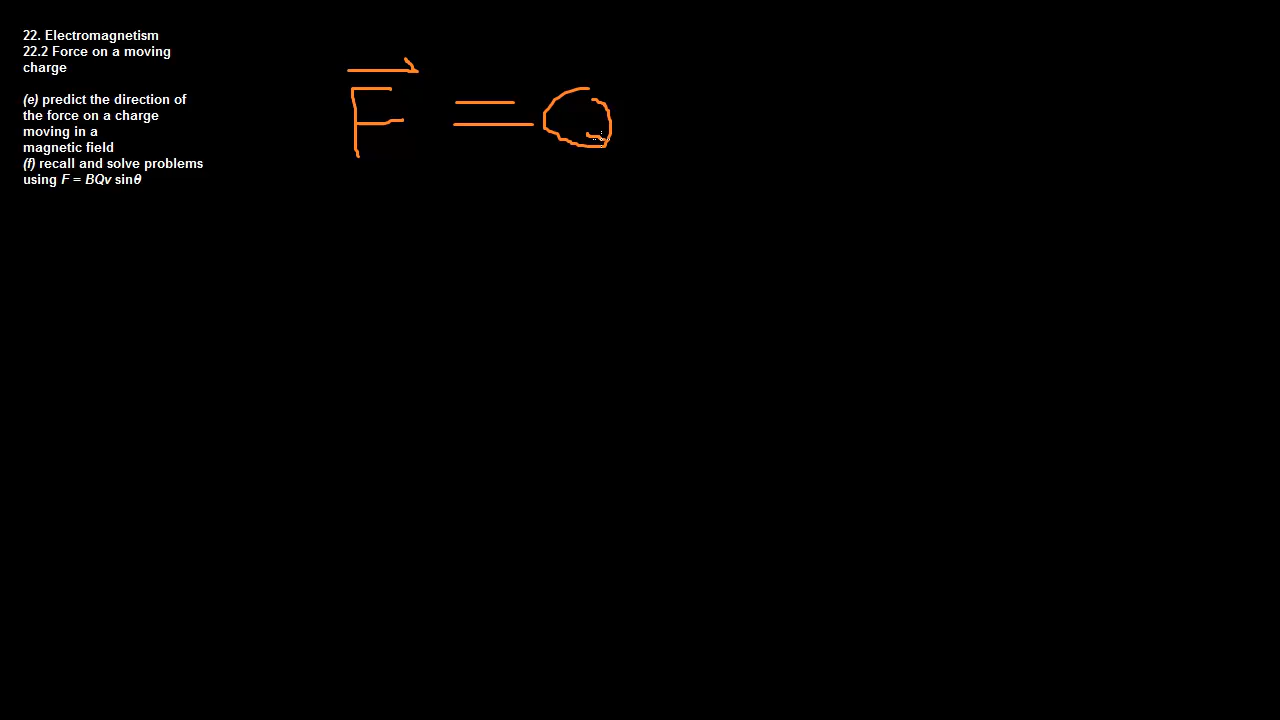 22. Electromagnetism
22.2 Force on a moving
charge
(e) predict the direction of
the force on a charge
moving in a
magnetic field
(f) recall and solve problems
using F = BQv sinθ
F⃗ = Q